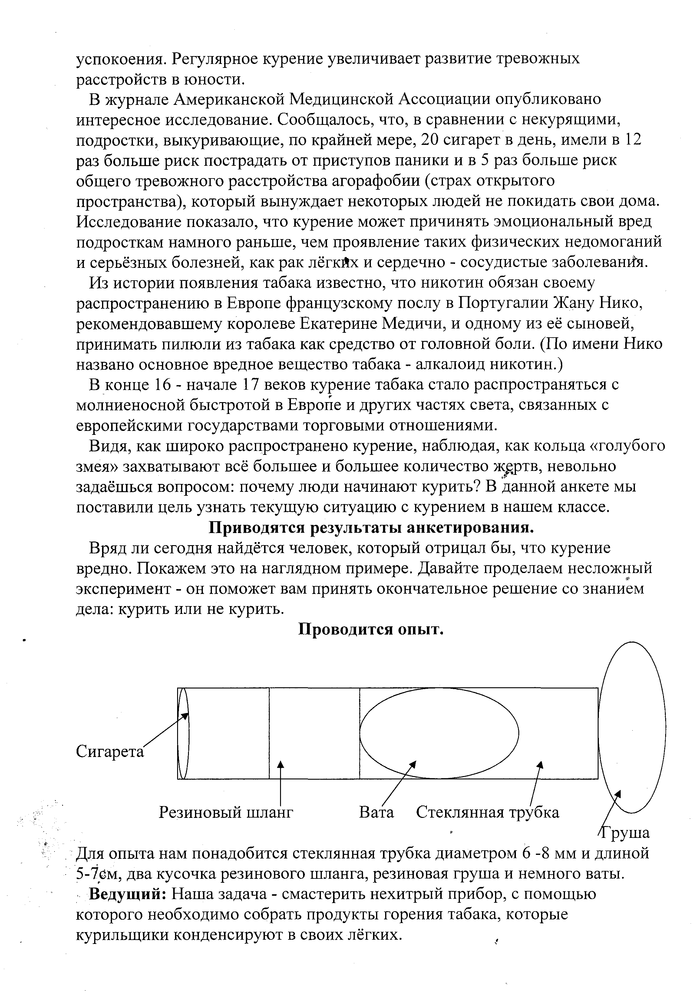 успокоения. Регулярное курение увеличивает развитие тревожных
расстройств в юности.
В журнале Американской Медицинской Ассоциации опубликовано
интересное исследование. Сообщалось, что, в сравнении с некурящими,
подростки, выкуривающие, по крайней мере, 20 сигарет в день, имели в 12
раз больше риск пострадать от приступов паники и в 5 раз больше риск
общего тревожного расстройства агорафобии (страх открытого
пространства), который вынуждает некоторых людей не покидать свои дома.
Исследование показало, что курение может причинять эмоциональный вред
подросткам намного раньше, чем проявление таких физических недомоганий
и серьёзных болезней, как рак лёгких и сердечно - сосудистые заболевания.
Из истории появления табака известно, что никотин обязан своему
распространению в Европе французскому послу в Португалии Жану Нико,
рекомендовавшему королеве Екатерине Медичи, и одному из её сыновей,
принимать пилюли из табака как средство от головной боли. (По имени Нико
названо основное вредное вещество табака - алкалоид никотин.)
В конце 16 - начале 17 веков курение табака стало распространяться с
молниеносной быстротой в Европе и других частях света, связанных с
европейскими государствами торговыми отношениями.
Видя, как широко распространено курение, наблюдая, как кольца «голубого
змея» захватывают всё большее и большее количество жертв, невольно
задаёшься вопросом: почему люди начинают курить? В данной анкете мы
поставили цель узнать текущую ситуацию с курением в нашем классе.
Приводятся результаты анкетирования.
Вряд ли сегодня найдётся человек, который отрицал бы, что курение
вредно. Покажем это на наглядном примере. Давайте проделаем несложный
эксперимент - он поможет вам принять окончательное решение со знанием
дела: курить или не курить.
Проводится опыт.
Сигарета
Резиновый шланг Вата Стеклянная трубка
Груша
Для опыта нам понадобится стеклянная трубка диаметром 6 -8 мм и длиной
5-7см, два кусочка резинового шланга, резиновая груша и немного ваты.
Ведущий: Наша задача - смастерить нехитрый прибор, с помощью
которого необходимо собрать продукты горения табака, которые
курильщики конденсируют в своих лёгких.